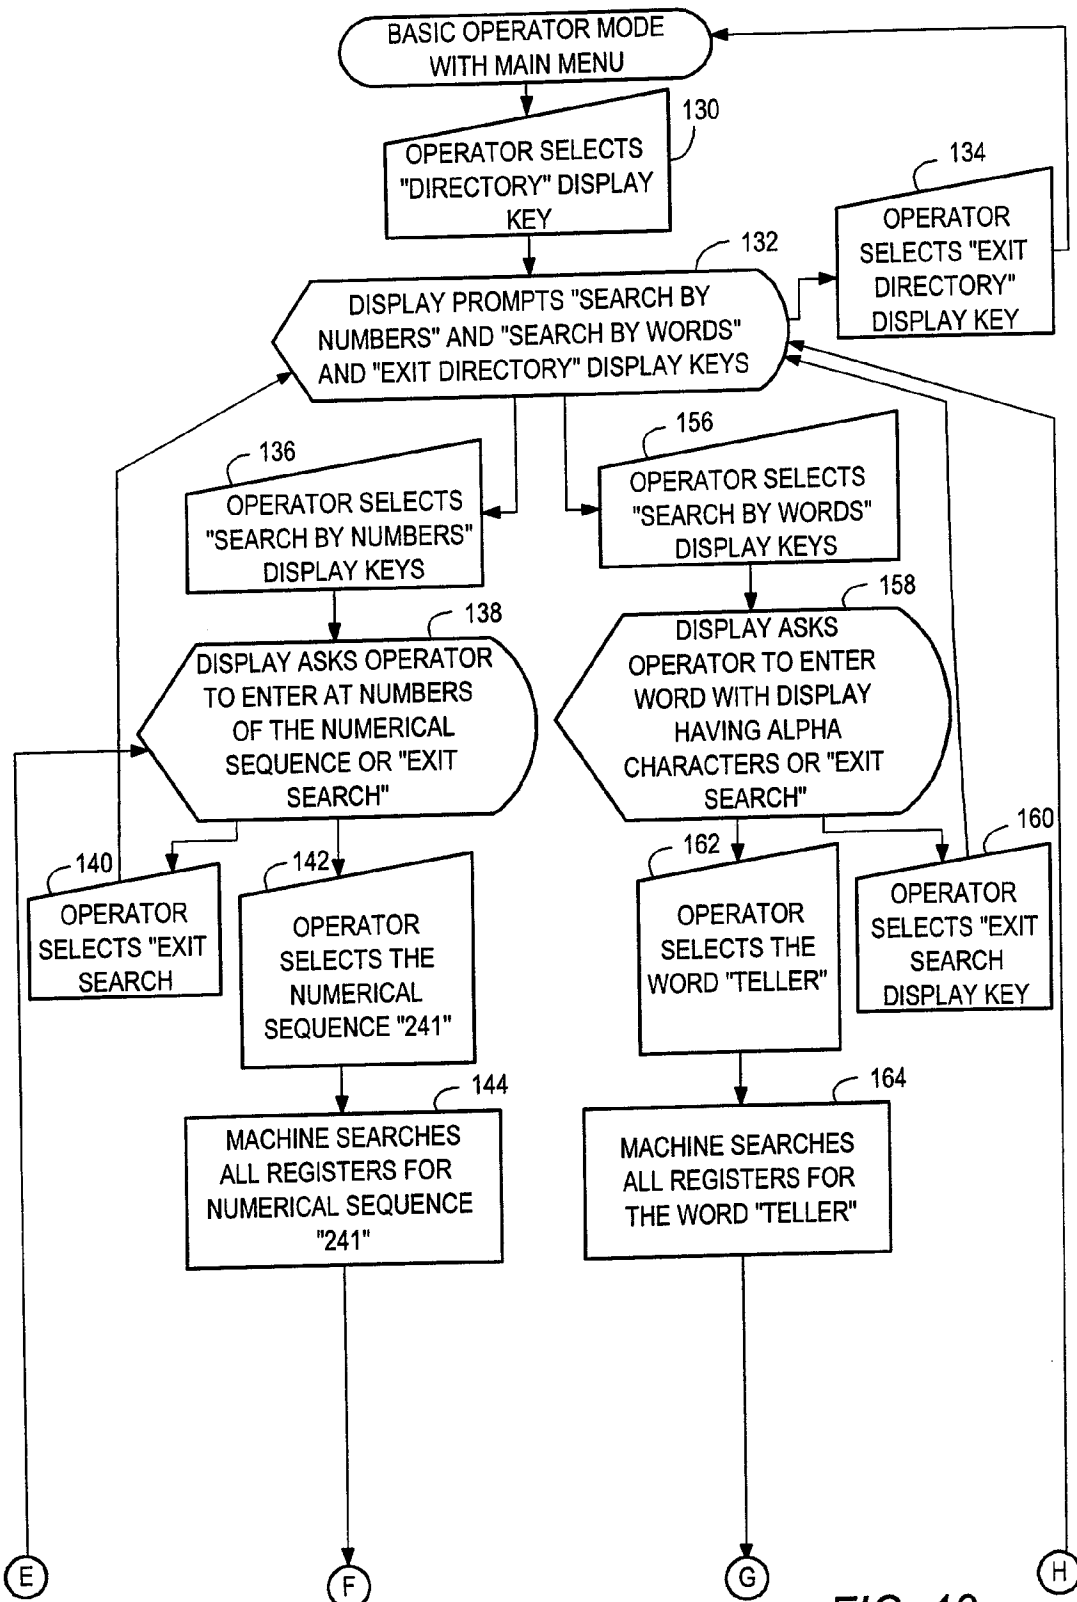 BASIC OPERATOR MODE
WITH MAIN MENU
130
OPERATOR SELECTS
"DIRECTORY" DISPLAY
KEY
134
OPERATOR
SELECTS "EXIT
DIRECTORY"
DISPLAY KEY
132
DISPLAY PROMPTS "SEARCH BY
NUMBERS" AND "SEARCH BY WORDS"
AND "EXIT DIRECTORY" DISPLAY KEYS
136
OPERATOR SELECTS
"SEARCH BY NUMBERS"
DISPLAY KEYS
156
OPERATOR SELECTS
"SEARCH BY WORDS"
DISPLAY KEYS
138
DISPLAY ASKS OPERATOR
TO ENTER AT NUMBERS
OF THE NUMERICAL
SEQUENCE OR "EXIT
SEARCH"
158
DISPLAY ASKS
OPERATOR TO ENTER
WORD WITH DISPLAY
HAVING ALPHA
CHARACTERS OR "EXIT
SEARCH"
140
OPERATOR
SELECTS "EXIT
SEARCH
142
OPERATOR
SELECTS THE
NUMERICAL
SEQUENCE "241"
162
OPERATOR
SELECTS THE
WORD "TELLER"
160
OPERATOR
SELECTS "EXIT
SEARCH
DISPLAY KEY
144
MACHINE SEARCHES
ALL REGISTERS FOR
NUMERICAL SEQUENCE
"241"
164
MACHINE SEARCHES
ALL REGISTERS FOR
THE WORD "TELLER"
E
F
G
H